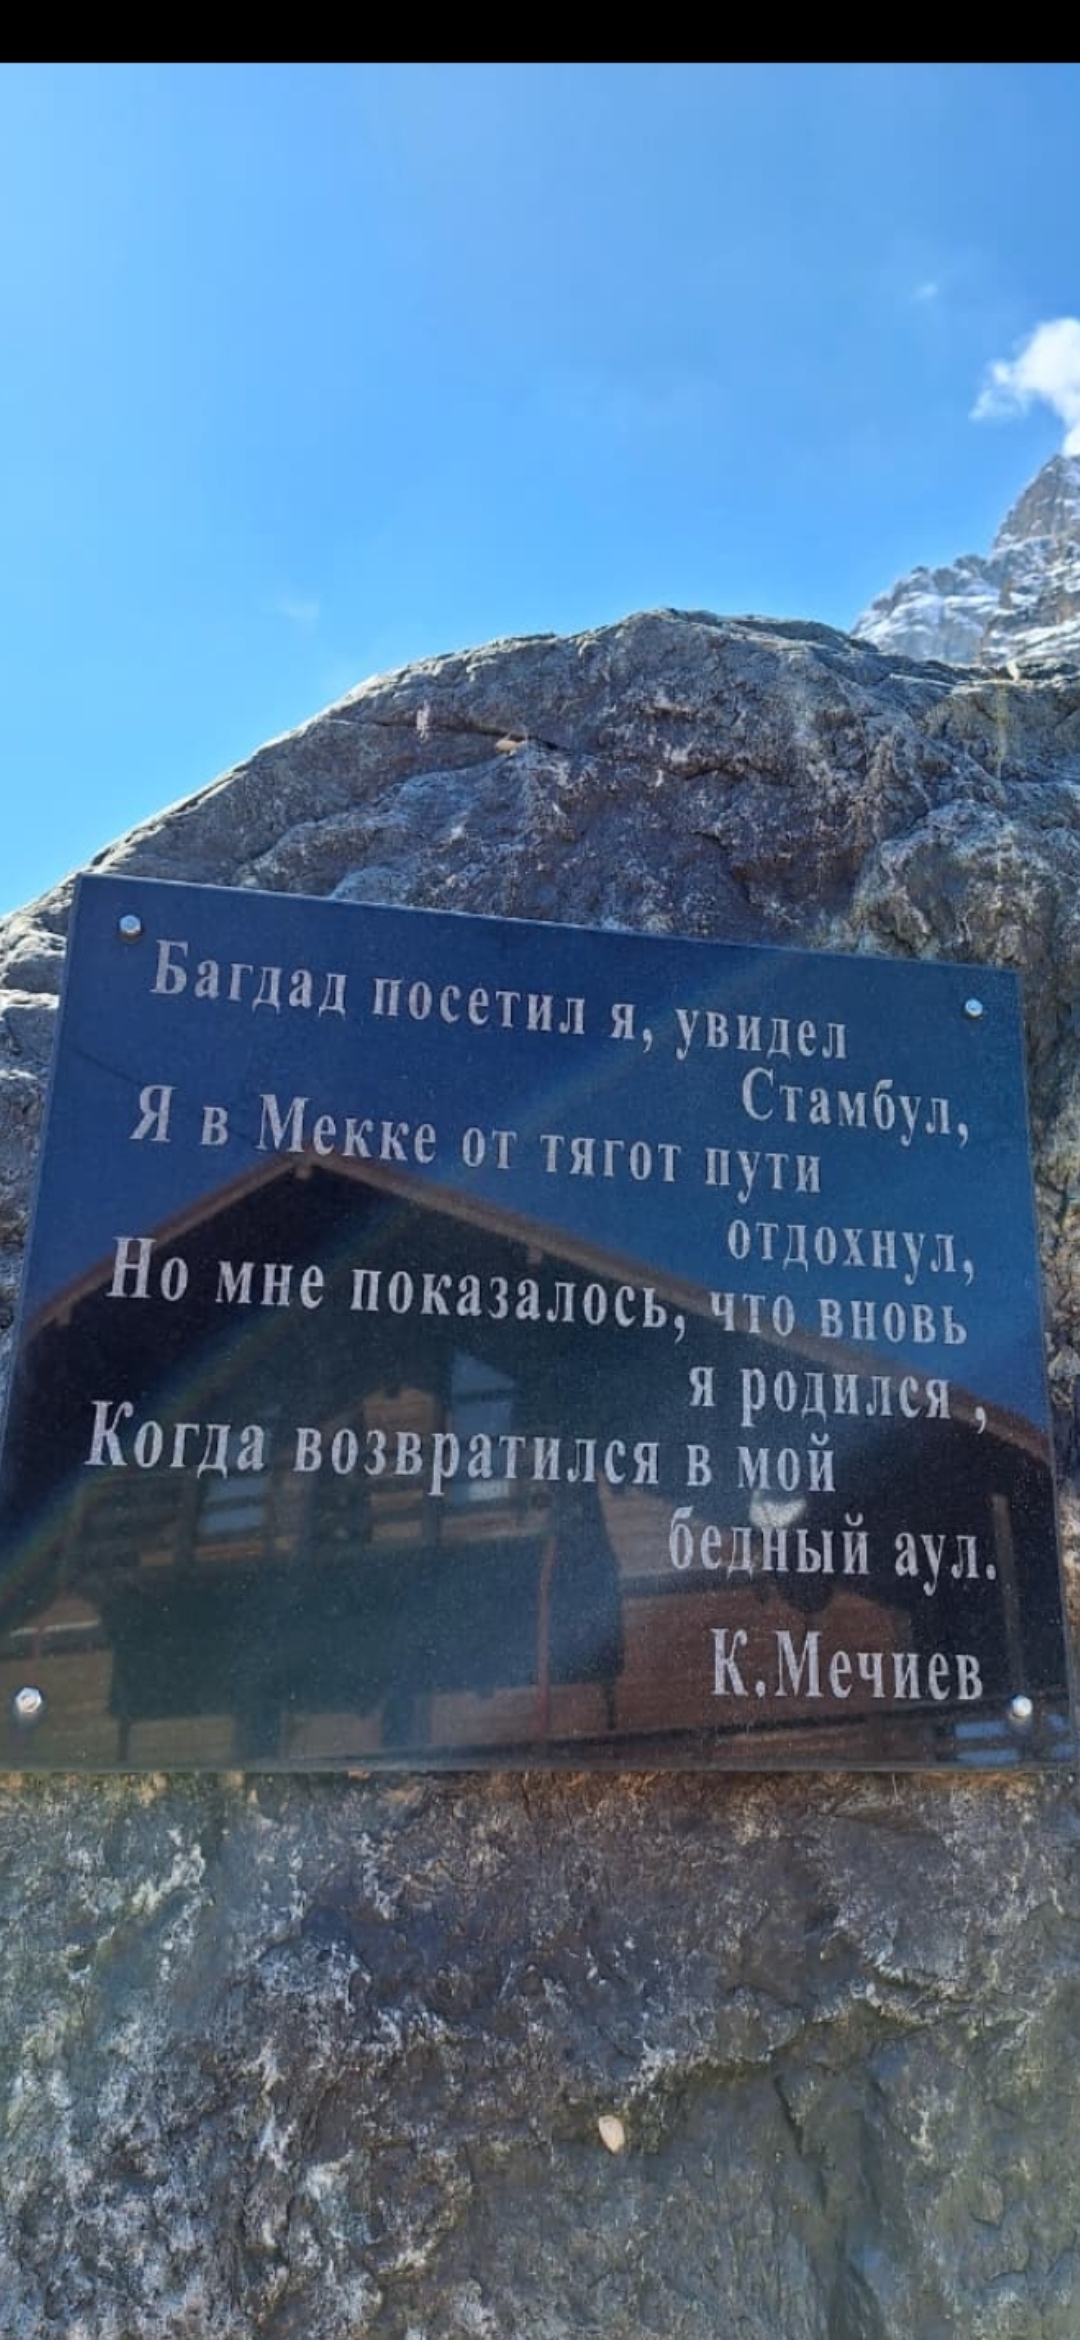 Багдад посетил я, увидел
Стамбул,
Я в Мекке от тягот пути
отдохнул,
Но мне показалось, что вновь
я родился ,
Когда возвратился в мой
бедный аул.
К.Мечиев